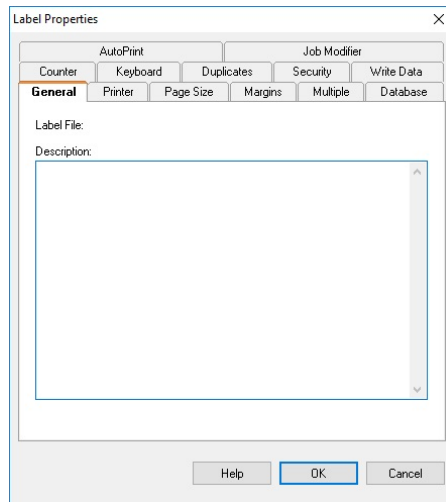 Label Properties
AutoPrint Job Modifier
Counter Keyboard Duplicates Security Write Data
General Printer Page Size Margins Multiple Database
Label File:
Description:
Help OK Cancel